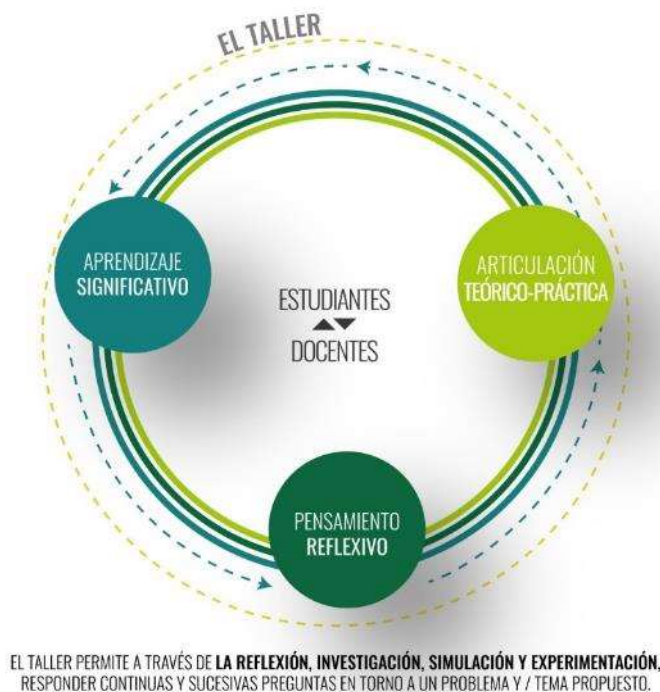 EL TALLER
APRENDIZAJE
SIGNIFICATIVO
ARTICULACIÓN
TEÓRICO-PRÁCTICA
ESTUDIANTES
DOCENTES
PENSAMIENTO
REFLEXIVO
EL TALLER PERMITE A TRAVÉS DE LA REFLEXIÓN, INVESTIGACIÓN, SIMULACIÓN Y EXPERIMENTACIÓN,
RESPONDER CONTINUAS Y SUCESIVAS PREGUNTAS EN TORNO A UN PROBLEMA Y / TEMA PROPUESTO.